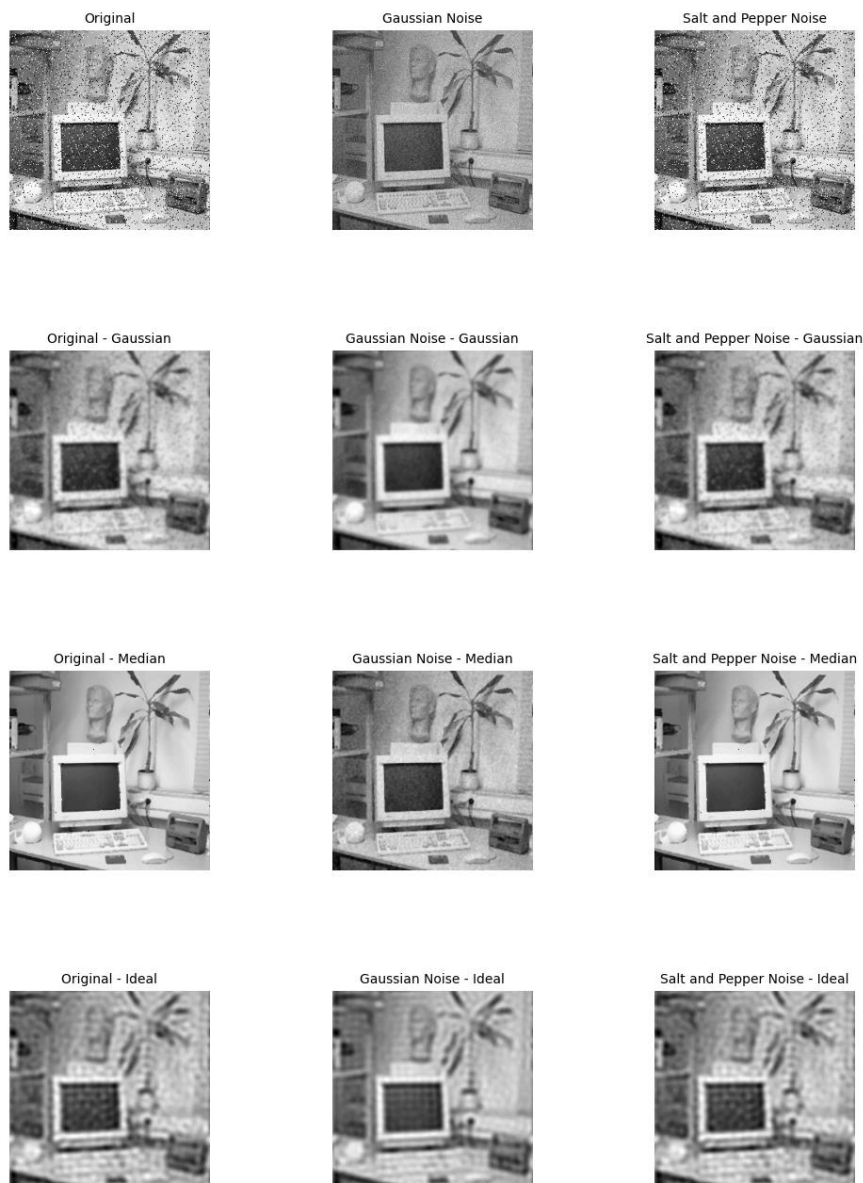 Original
Gaussian Noise
Salt and Pepper Noise
Original - Gaussian
Gaussian Noise - Gaussian
Salt and Pepper Noise - Gaussian
Original - Median
Gaussian Noise - Median
Salt and Pepper Noise - Median
Original - Ideal
Gaussian Noise - Ideal
Salt and Pepper Noise - Ideal